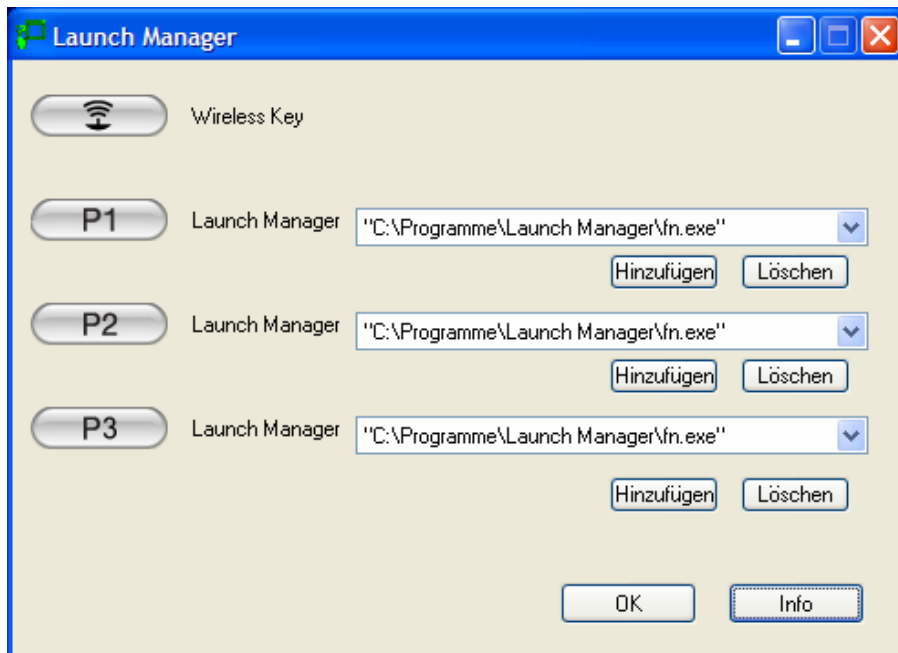 Launch Manager
Wireless Key
P1 Launch Manager "C:\Programme\Launch Manager\fn.exe"
Hinzufügen Löschen
P2 Launch Manager "C:\Programme\Launch Manager\fn.exe"
Hinzufügen Löschen
P3 Launch Manager "C:\Programme\Launch Manager\fn.exe"
Hinzufügen Löschen
OK Info